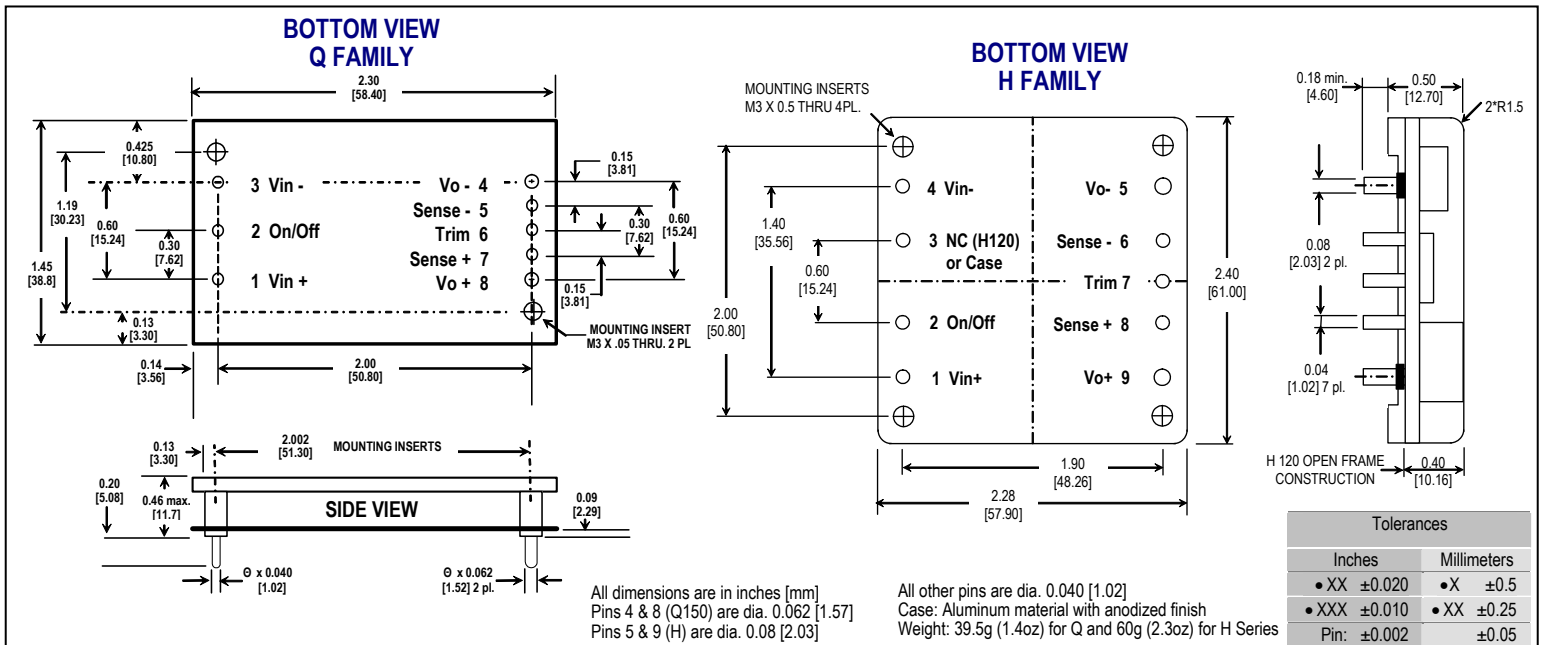 BOTTOM VIEW
Q FAMILY
2.30
[58.40]
0.425
[10.80]
1.19
[30.23]
0.60
[15.24]
0.30
[7.62]
1.45
[38.8]
0.13
[3.30]
0.14
[3.56]
2.00
[50.80]
3 Vin -
2 On/Off
1 Vin +
Vo - 4
Sense - 5
Trim 6
Sense + 7
Vo + 8
0.15
[3.81]
0.30
[7.62]
0.60
[15.24]
0.15
[3.81]
MOUNTING INSERT
M3 X .05 THRU. 2 PL
0.13
[3.30]
2.002
[51.30]
MOUNTING INSERTS
0.20
[5.08]
0.46 max.
[11.7]
SIDE VIEW
0.09
[2.29]
Θ x 0.040
[1.02]
Θ x 0.062
[1.52] 2 pl.
BOTTOM VIEW
H FAMILY
MOUNTING INSERTS
M3 X 0.5 THRU 4PL.
4 Vin-
3 NC (H120)
or Case
2 On/Off
1 Vin+
Vo- 5
Sense - 6
Trim 7
Sense + 8
Vo+ 9
1.40
[35.56]
0.60
[15.24]
2.00
[50.80]
2.40
[61.00]
1.90
[48.26]
2.28
[57.90]
0.18 min.
[4.60]
0.50
[12.70]
2*R1.5
0.08
[2.03] 2 pl.
0.04
[1.02] 7 pl.
H 120 OPEN FRAME
CONSTRUCTION
0.40
[10.16]
All dimensions are in inches [mm]
Pins 4 & 8 (Q150) are dia. 0.062 [1.57]
Pins 5 & 9 (H) are dia. 0.08 [2.03]
All other pins are dia. 0.040 [1.02]
Case: Aluminum material with anodized finish
Weight: 39.5g (1.4oz) for Q and 60g (2.3oz) for H Series
Tolerances
Inches Millimeters
• XX ±0.020 •X ±0.5
• XXX ±0.010 • XX ±0.25
Pin: ±0.002 ±0.05